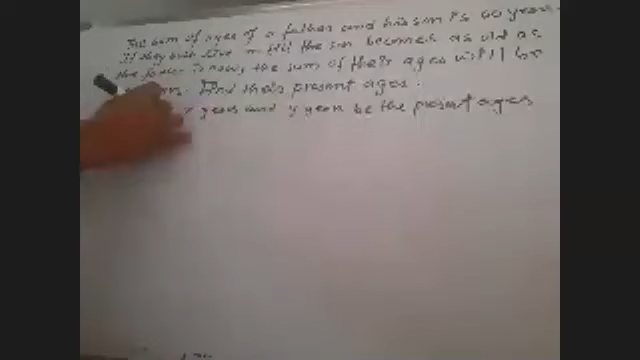 The sum of ages of a father and his son is 60 years.
If they both live on till the son becomes as old as
the father is now, the sum of their ages will be
Find their present ages.
years and y years be the present ages